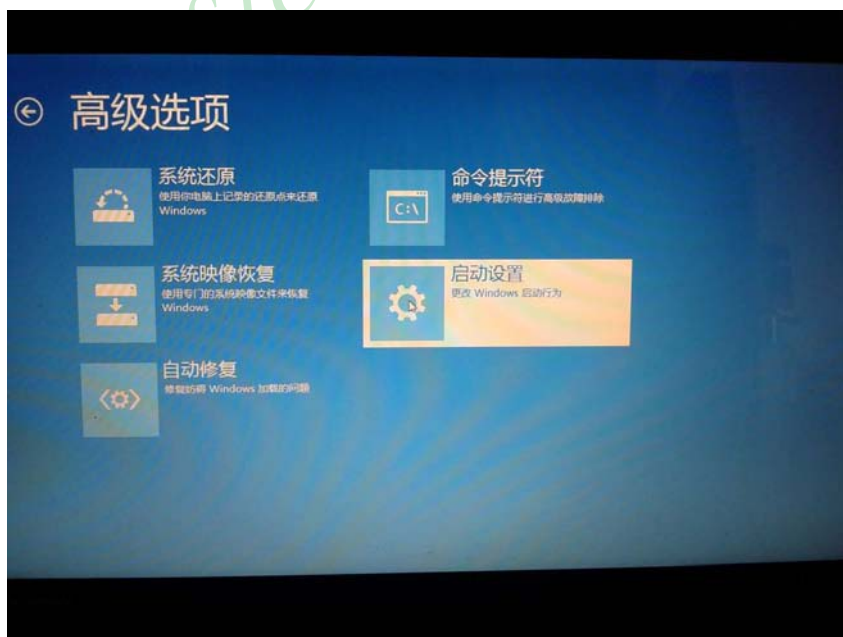 高级选项
系统还原
使用你电脑上记录的还原点来还原
Windows
命令提示符
使用命令提示符进行高级故障排除
C:\
系统映像恢复
使用专门的系统映像文件来恢复
Windows
启动设置
更改 Windows 启动行为
自动修复
修复妨碍 Windows 加载的问题